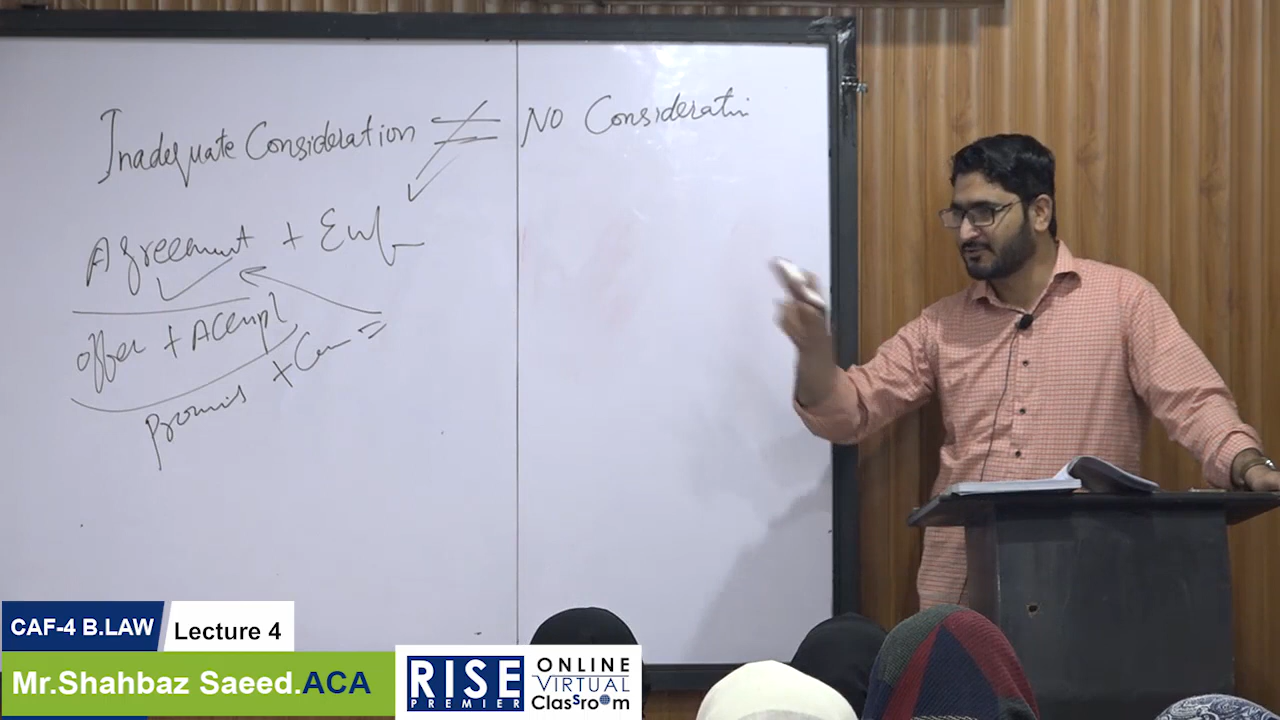 Inadequate Consideration ≠ NO Consideratin
Agreement + Enf
offer + Accept
Promis + Con =
CAF-4 B.LAW Lecture 4
Mr.Shahbaz Saeed.ACA
RISE
PREMIER
ONLINE
VIRTUAL
ClassroOm